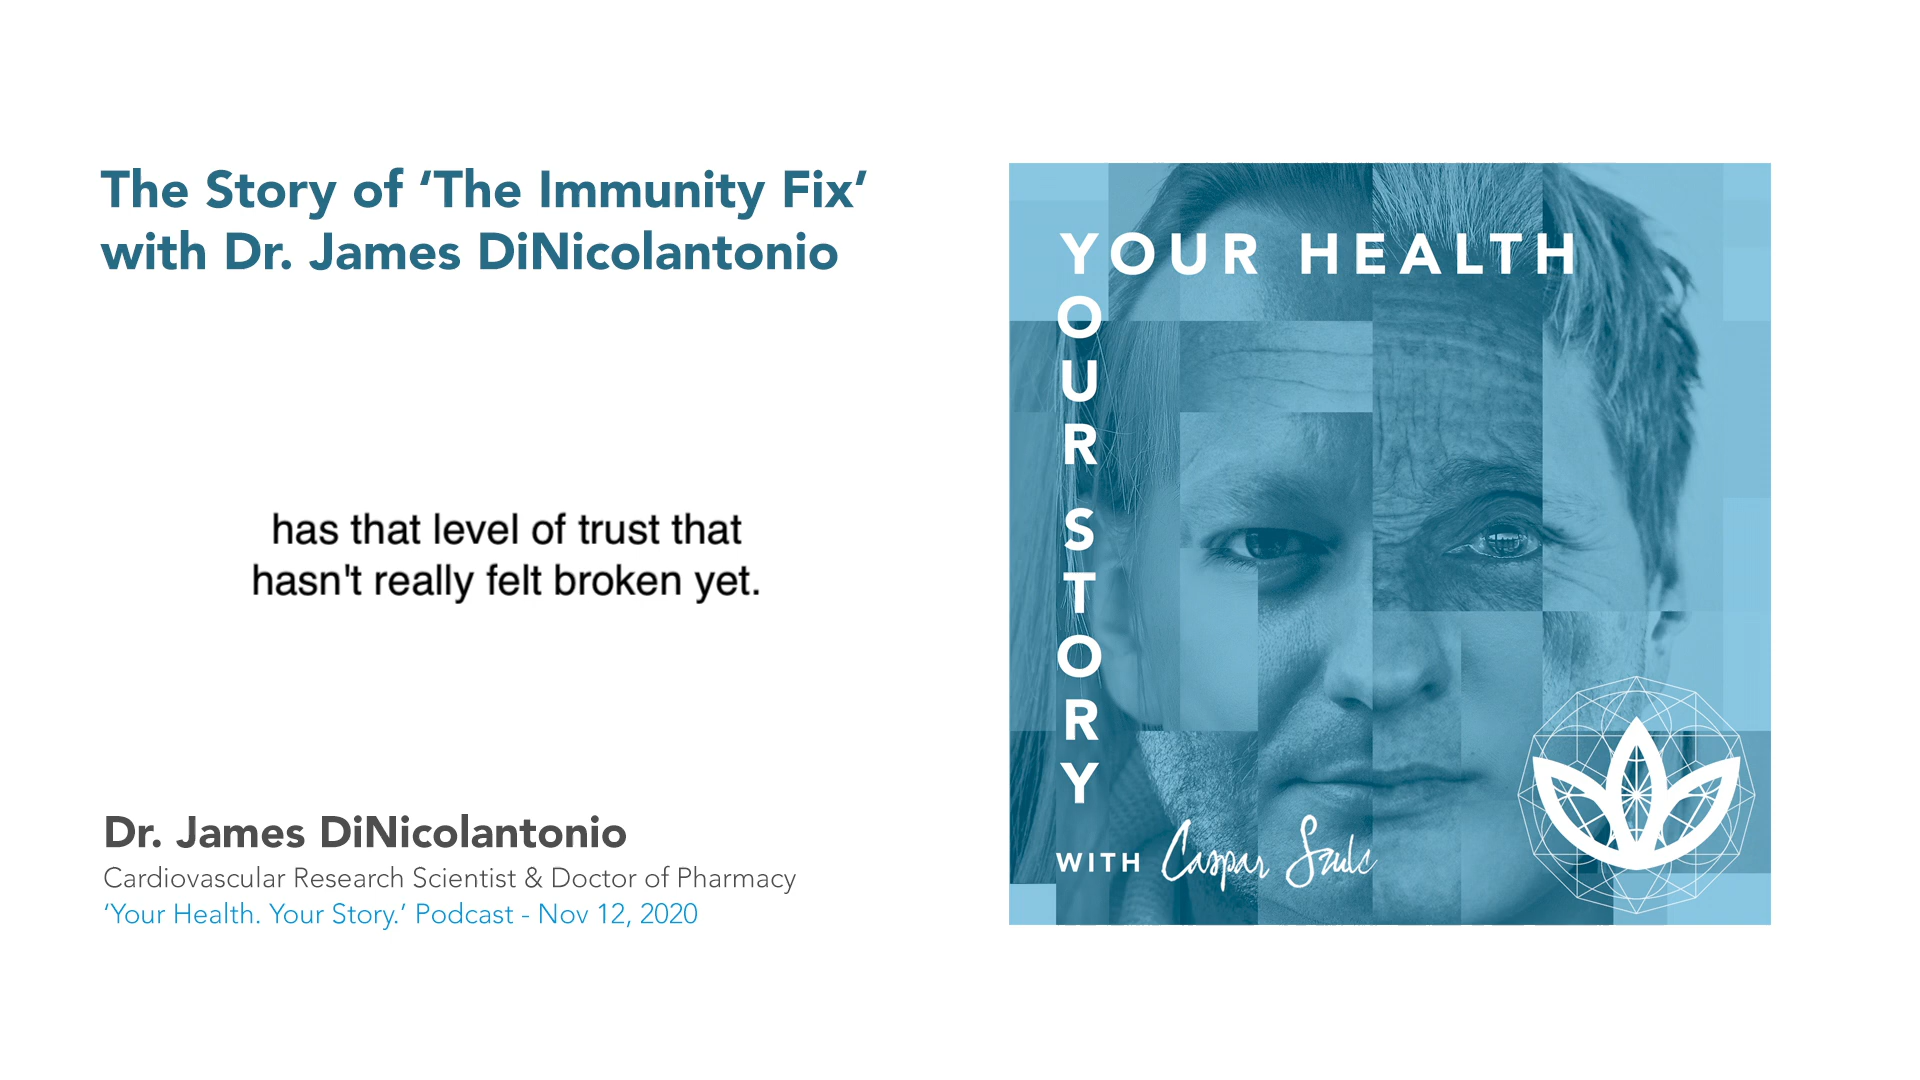 The Story of ‘The Immunity Fix’
with Dr. James DiNicolantonio
has that level of trust that
hasn't really felt broken yet.
Dr. James DiNicolantonio
Cardiovascular Research Scientist & Doctor of Pharmacy
‘Your Health. Your Story.’ Podcast - Nov 12, 2020
YOUR HEALTH
YOUR STORY
WITH Caspar Szulc